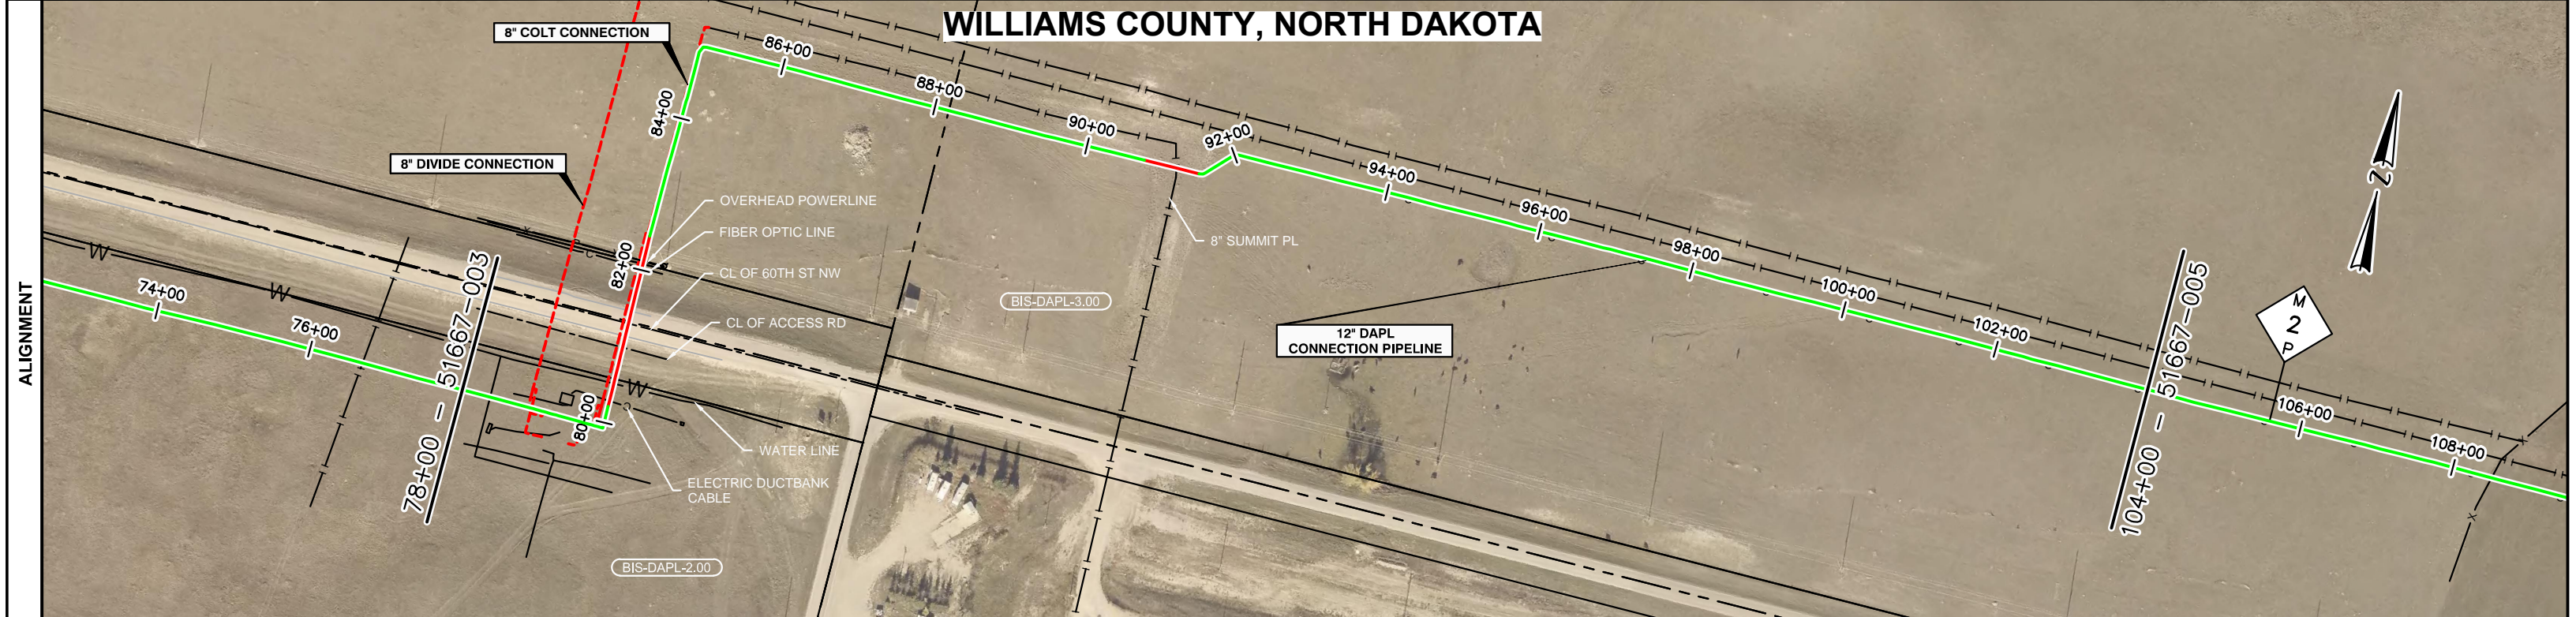 WILLIAMS COUNTY, NORTH DAKOTA
ALIGNMENT
8" COLT CONNECTION
8" DIVIDE CONNECTION
OVERHEAD POWERLINE
FIBER OPTIC LINE
CL OF 60TH ST NW
CL OF ACCESS RD
WATER LINE
ELECTRIC DUCTBANK
CABLE
8" SUMMIT PL
BIS-DAPL-3.00
BIS-DAPL-2.00
12" DAPL
CONNECTION PIPELINE
74+00
76+00
78+00 - 51667-003
80+00
82+00
84+00
86+00
88+00
90+00
92+00
94+00
96+00
98+00
100+00
102+00
104+00 - 51667-005
106+00
108+00
W
W
W
M
2
P
N